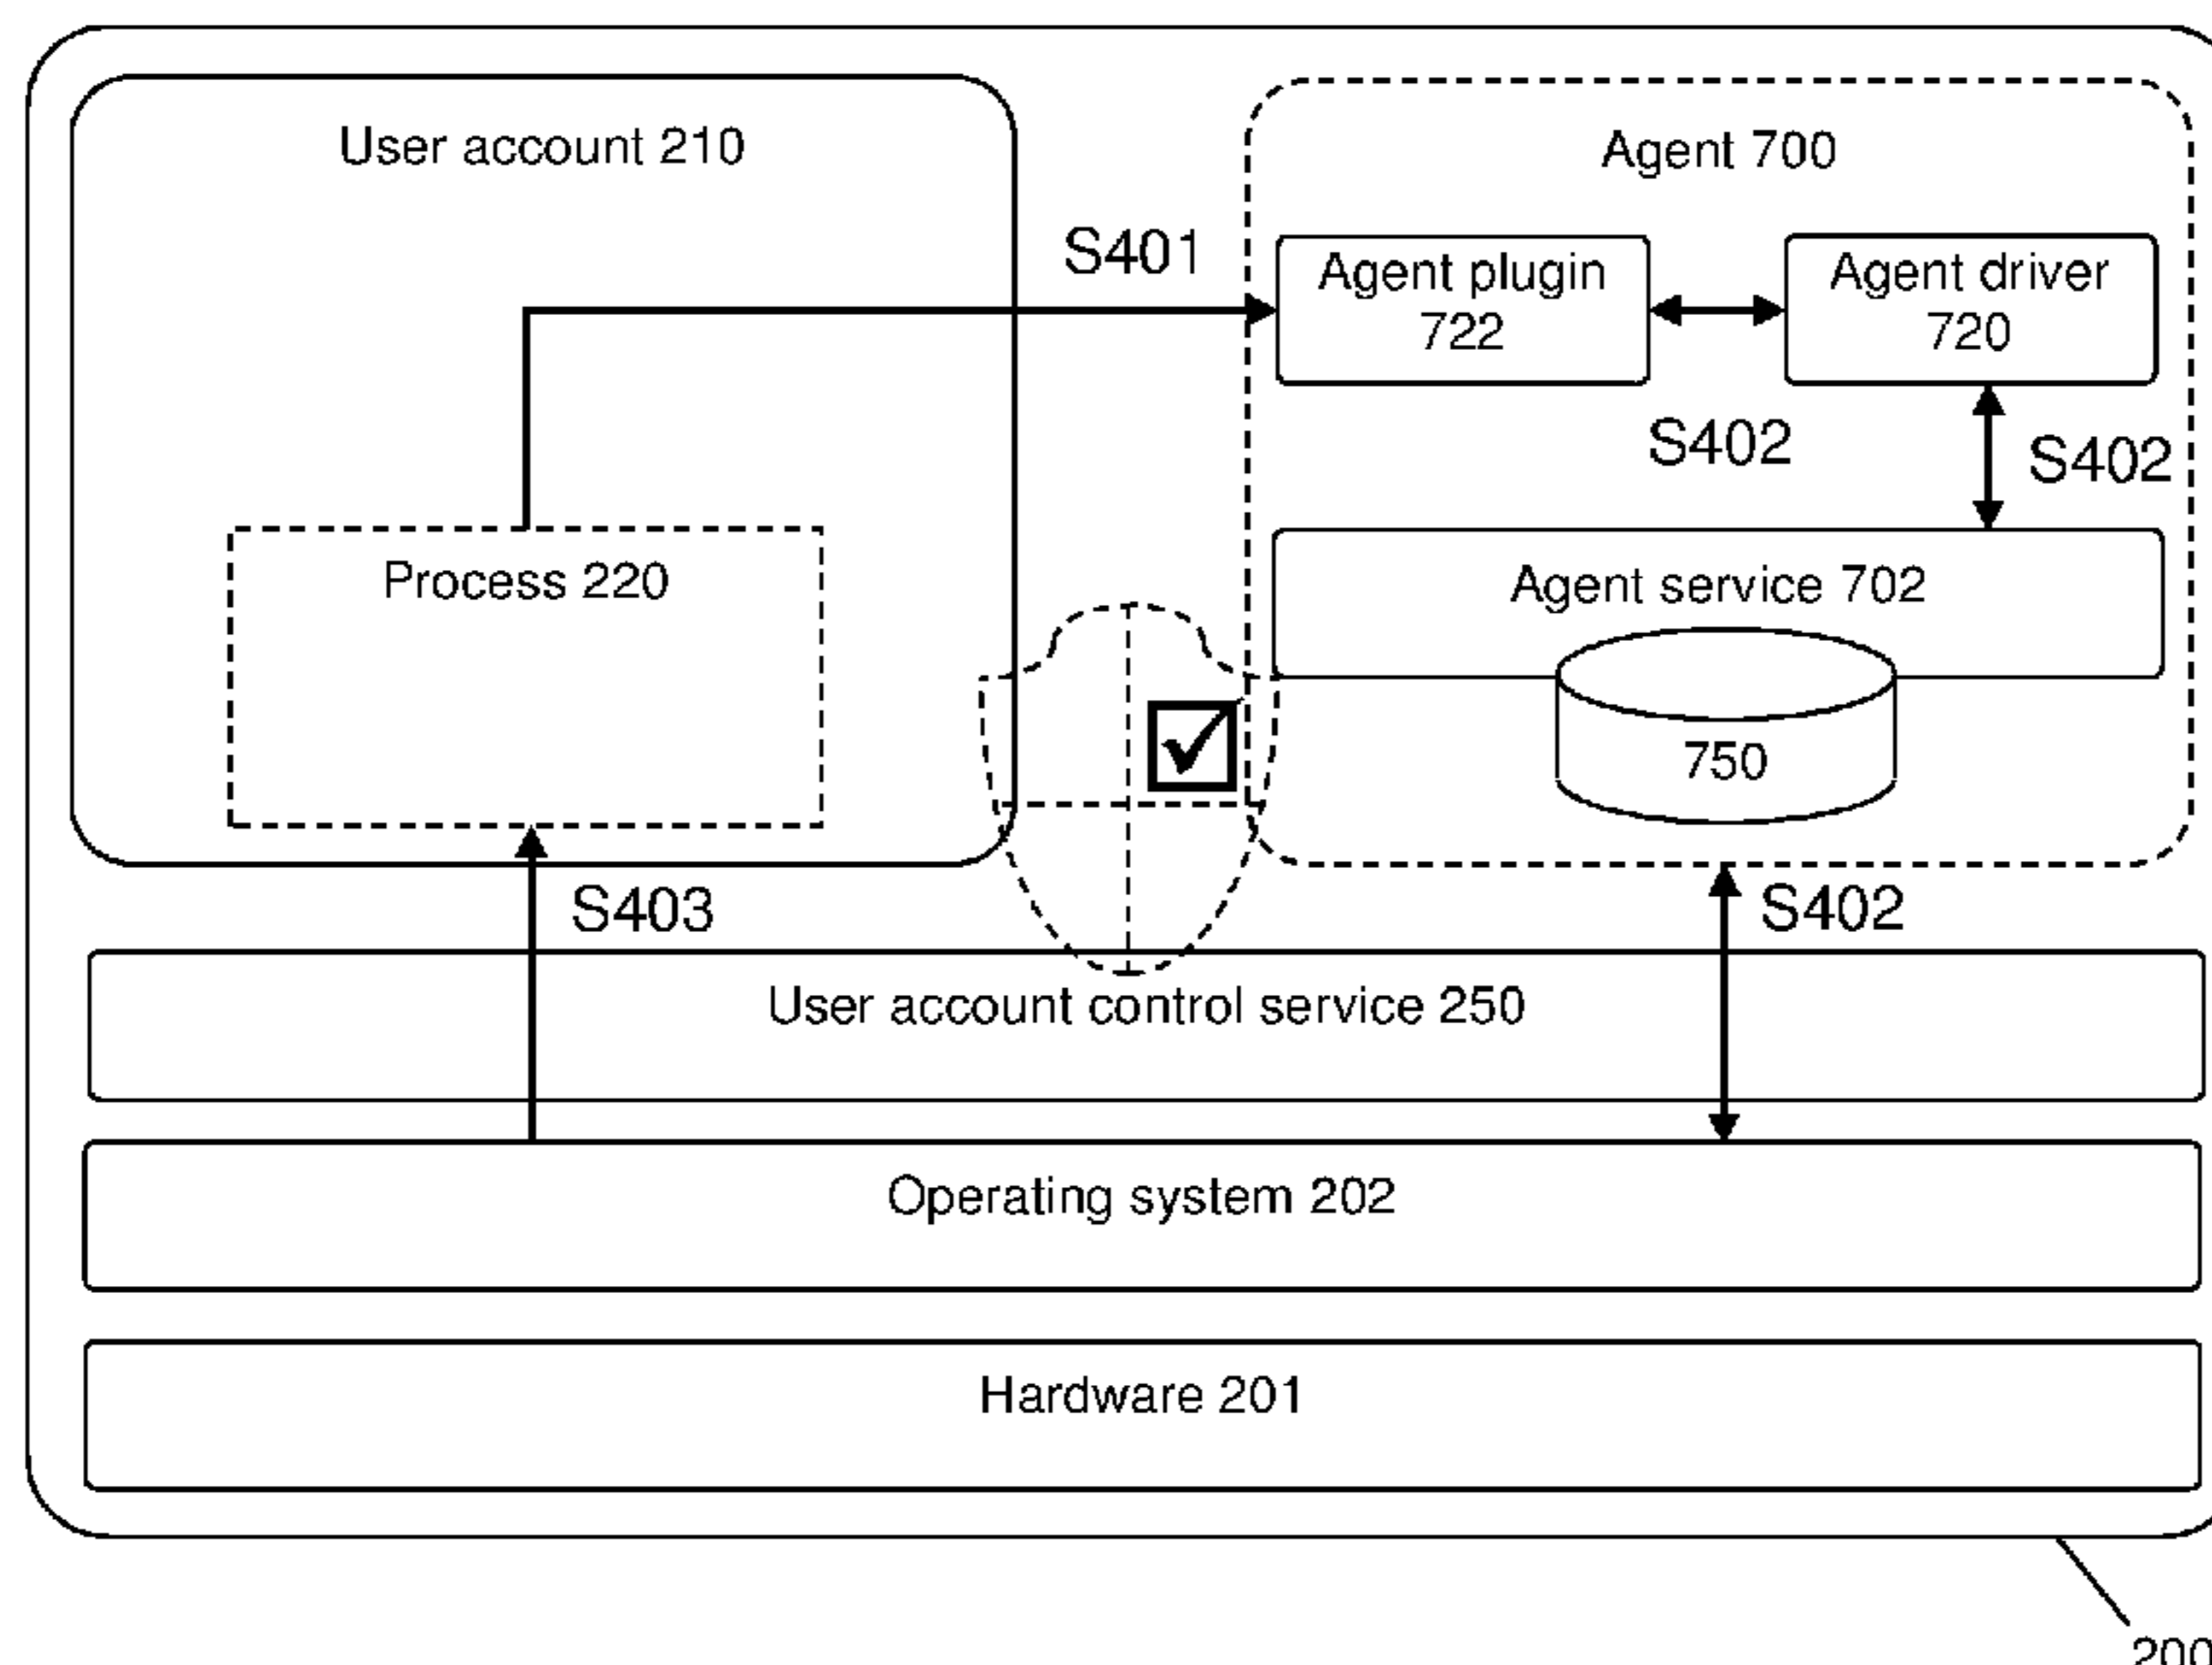 User account 210
Agent 700
S401
Agent plugin
722
Agent driver
720
S402
S402
Process 220
Agent service 702
750
S403
S402
User account control service 250
Operating system 202
Hardware 201
200